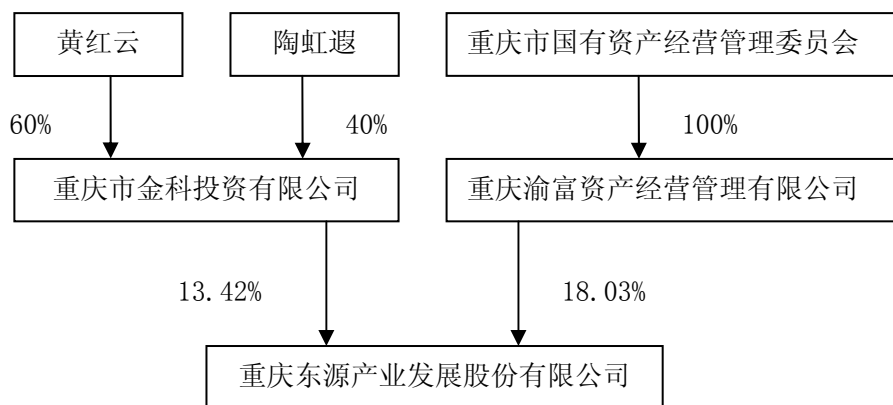 黄红云 陶虹遐 重庆市国有资产经营管理委员会
60% 40% 100%
重庆市金科投资有限公司 重庆渝富资产经营管理有限公司
13.42% 18.03%
重庆东源产业发展股份有限公司